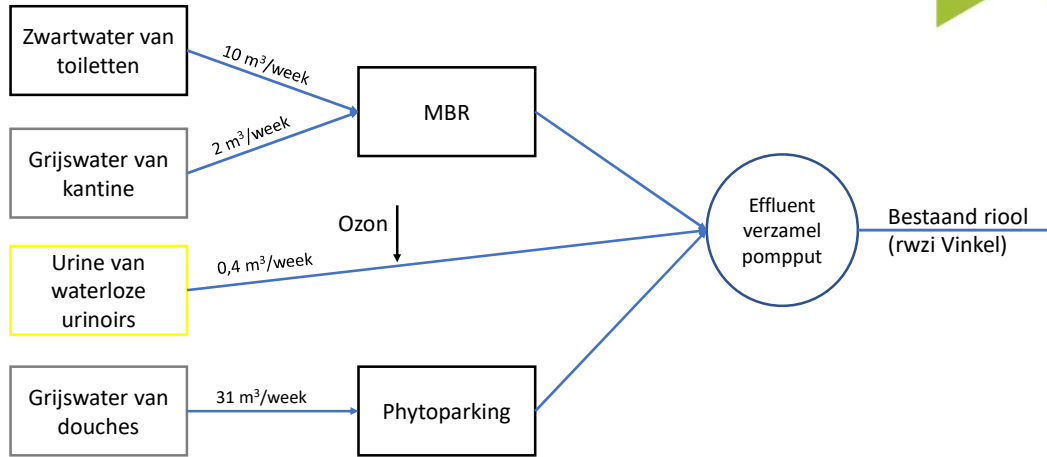 Zwartwater van
toiletten
10 m³/week
MBR
2 m³/week
Grijswater van
kantine
Ozon
Effluent
verzamel
pompput
Bestaand riool
(rwzi Vinkel)
Urine van
waterloze
urinoirs
0,4 m³/week
Grijswater van
douches
31 m³/week
Phytoparking